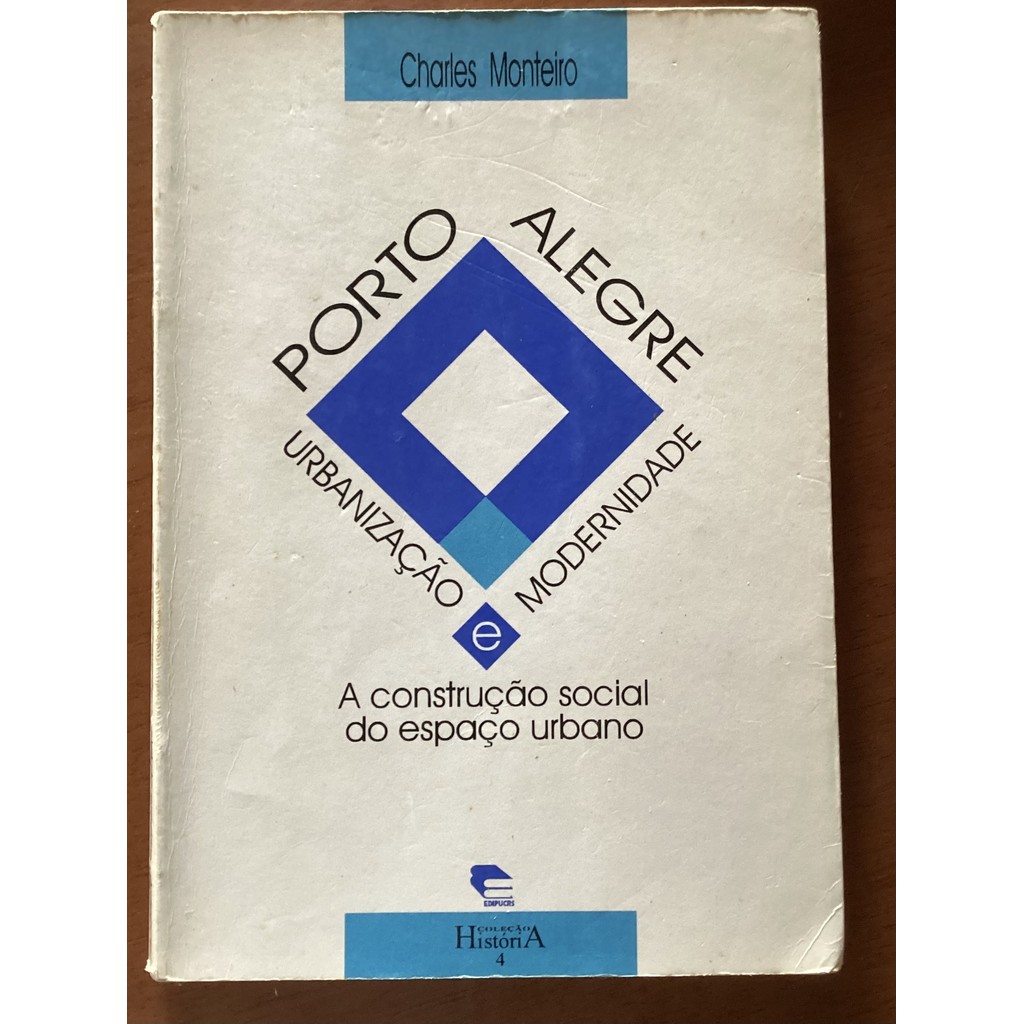 Charles Monteiro
PORTO ALEGRE
URBANIZAÇÃO e MODERNIDADE
A construção social
do espaço urbano
EDIPUCRS
COLEÇÃO
HistóriA
4